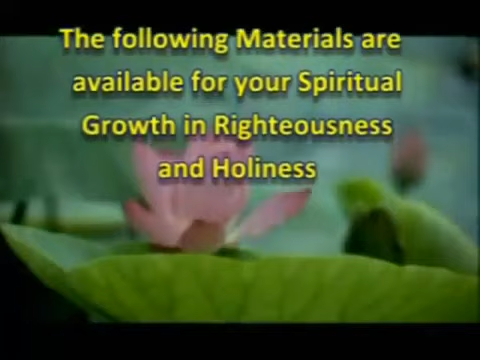 The following Materials are
available for your Spiritual
Growth in Righteousness
and Holiness